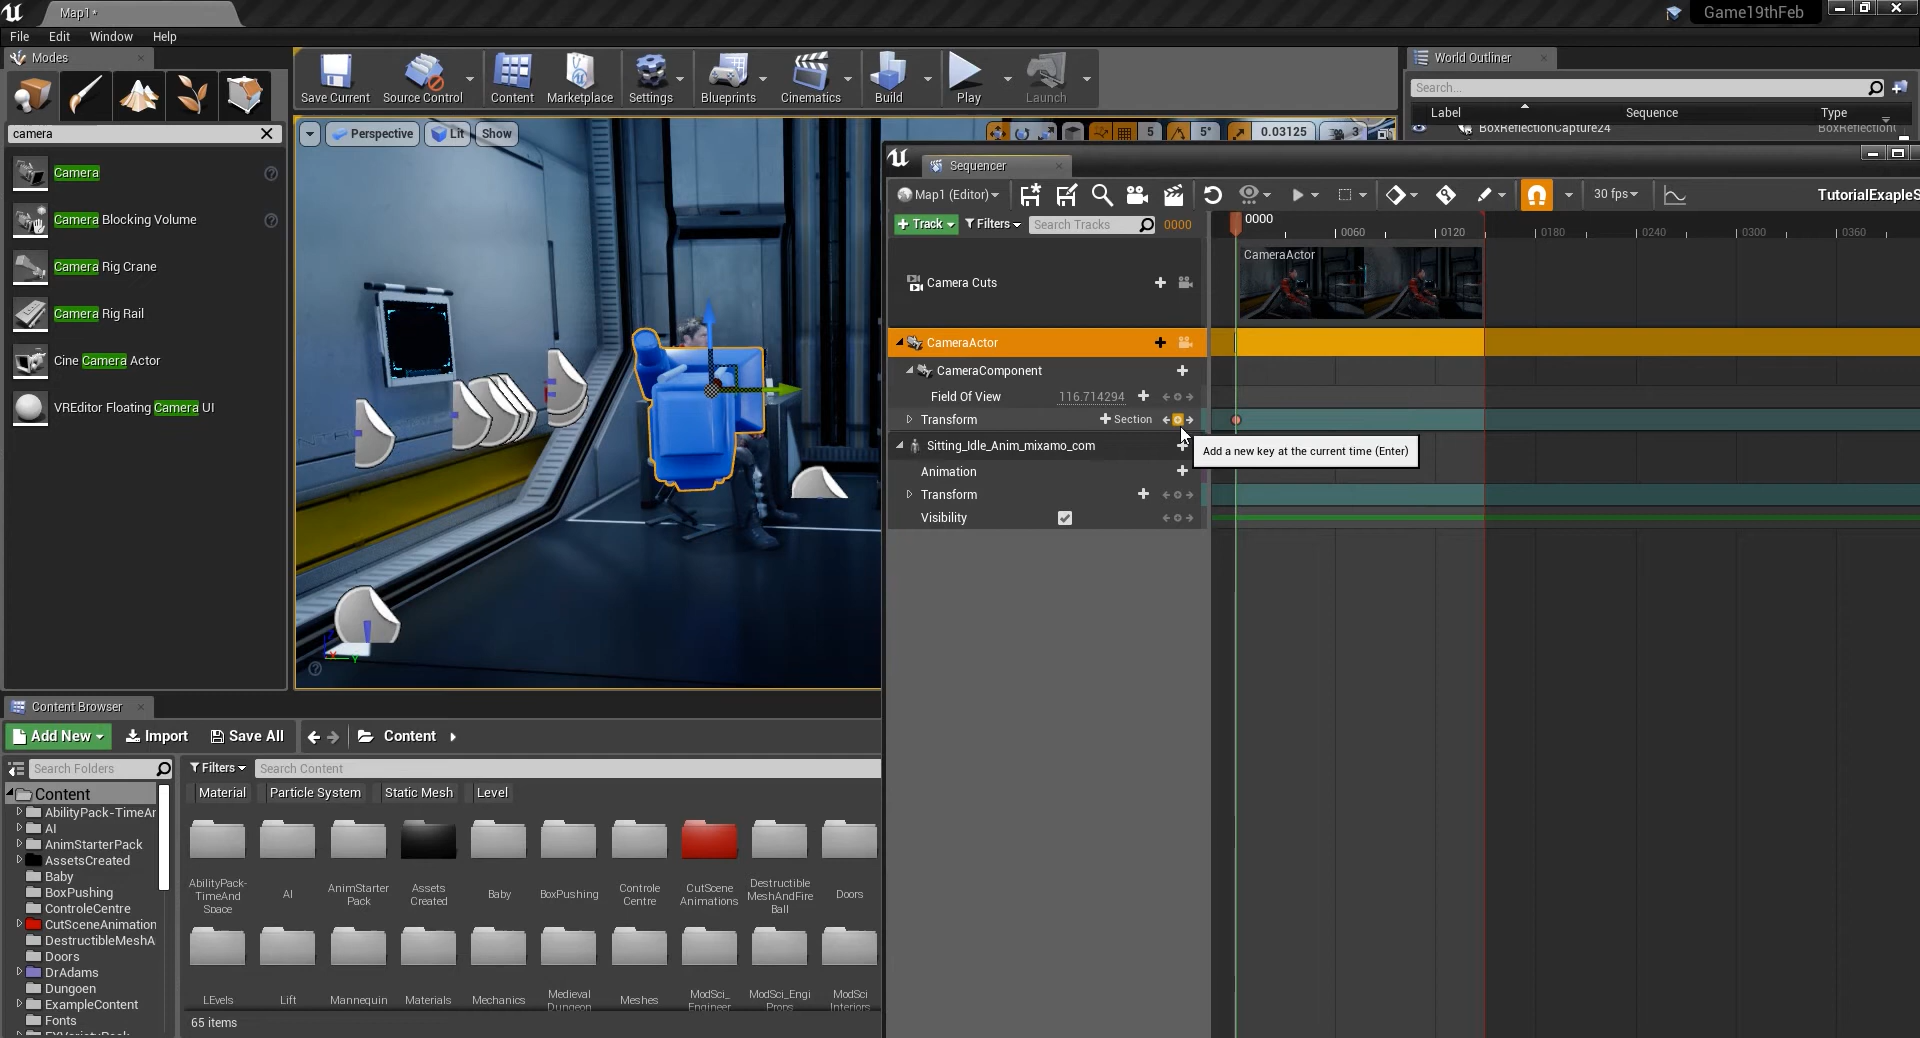 Map1*
Game19thFeb
File Edit Window Help
Modes
World Outliner
Save Current
Source Control
Content
Marketplace
Settings
Blueprints
Cinematics
Build
Play
Launch
Search...
Label Sequence Type
BoxReflectionCapture24 BoxReflection
camera
Perspective Lit Show
5 5° 0.03125 3
Camera
Camera Blocking Volume
Camera Rig Crane
Camera Rig Rail
Cine Camera Actor
VREditor Floating Camera UI
Sequencer
Map1 (Editor)
30 fps
TutorialExapleS
Track Filters Search Tracks 0000
0000
0060 0120 0180 0240 0300 0360
Camera Cuts
CameraActor
CameraActor
CameraComponent
Field Of View 116.714294
Transform Section
Add a new key at the current time (Enter)
Sitting_Idle_Anim_mixamo_com
Animation
Transform
Visibility
Content Browser
Add New Import Save All Content
Search Folders
Filters Search Content
Material Particle System Static Mesh Level
Content
AbilityPack-TimeAr
AI
AnimStarterPack
AssetsCreated
Baby
BoxPushing
ControleCentre
CutSceneAnimation
DestructibleMeshA
Doors
DrAdams
Dungoen
ExampleContent
Fonts
AbilityPack-
TimeAnd
Space
AI
AnimStarter
Pack
Assets
Created
Baby
BoxPushing
Controle
Centre
CutScene
Animations
Destructible
MeshAndFire
Ball
Doors
LEvels
Lift
Mannequin
Materials
Mechanics
Medieval
Dungeon
Meshes
ModSci_
Engineer
ModSci_Engi
Props
ModSci
Interiors
65 items